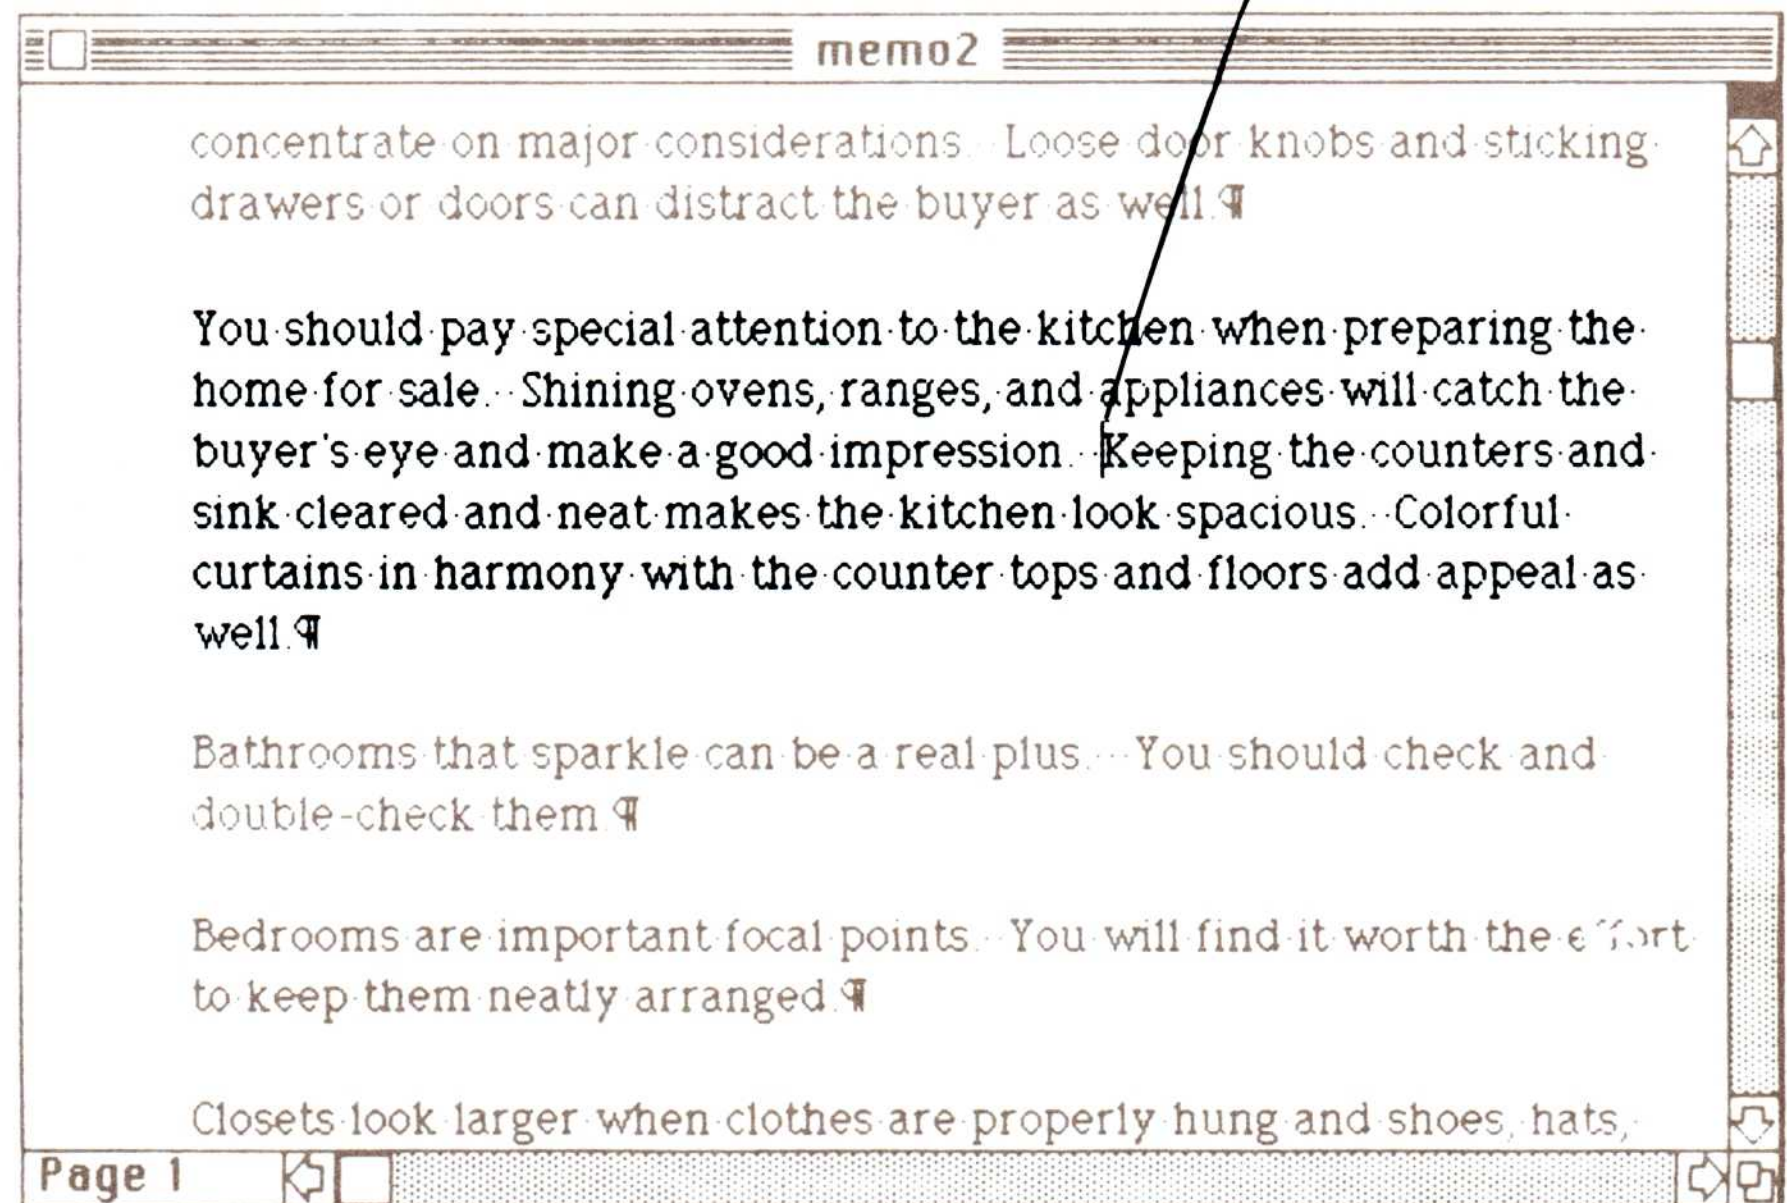 memo2
concentrate on major considerations.  Loose door knobs and sticking
drawers or doors can distract the buyer as well.¶
You should pay special attention to the kitchen when preparing the
home for sale.  Shining ovens, ranges, and appliances will catch the
buyer's eye and make a good impression.  Keeping the counters and
sink cleared and neat makes the kitchen look spacious.  Colorful
curtains in harmony with the counter tops and floors add appeal as
well.¶
Bathrooms that sparkle can be a real plus.   You should check and
double-check them.¶
Bedrooms are important focal points.  You will find it worth the effort
to keep them neatly arranged.¶
Closets look larger when clothes are properly hung and shoes, hats,
Page 1